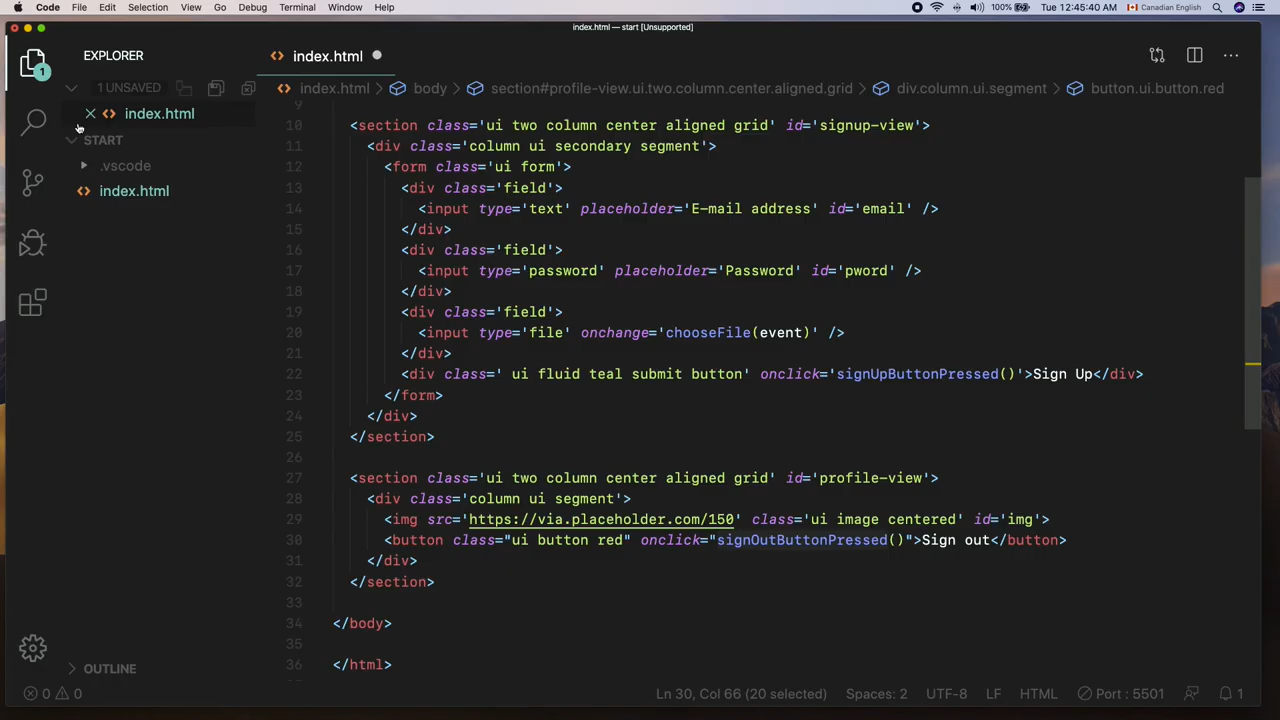 Code File Edit Selection View Go Debug Terminal Window Help 100% Tue 12:45:40 AM Canadian English
index.html — start [Unsupported]
EXPLORER
index.html
1 UNSAVED
index.html > body > section#profile-view.ui.two.column.center.aligned.grid > div.column.ui.segment > button.ui.button.red
index.html
START
.vscode
index.html
9
10 <section class='ui two column center aligned grid' id='signup-view'>
11 <div class='column ui secondary segment'>
12 <form class='ui form'>
13 <div class='field'>
14 <input type='text' placeholder='E-mail address' id='email' />
15 </div>
16 <div class='field'>
17 <input type='password' placeholder='Password' id='pword' />
18 </div>
19 <div class='field'>
20 <input type='file' onchange='chooseFile(event)' />
21 </div>
22 <div class=' ui fluid teal submit button' onclick='signUpButtonPressed()'>Sign Up</div>
23 </form>
24 </div>
25 </section>
26
27 <section class='ui two column center aligned grid' id='profile-view'>
28 <div class='column ui segment'>
29 <img src='https://via.placeholder.com/150' class='ui image centered' id='img'>
30 <button class="ui button red" onclick="signOutButtonPressed()">Sign out</button>
31 </div>
32 </section>
33
34 </body>
35
36 </html>
OUTLINE
0 0 Ln 30, Col 66 (20 selected) Spaces: 2 UTF-8 LF HTML Port : 5501 1
1